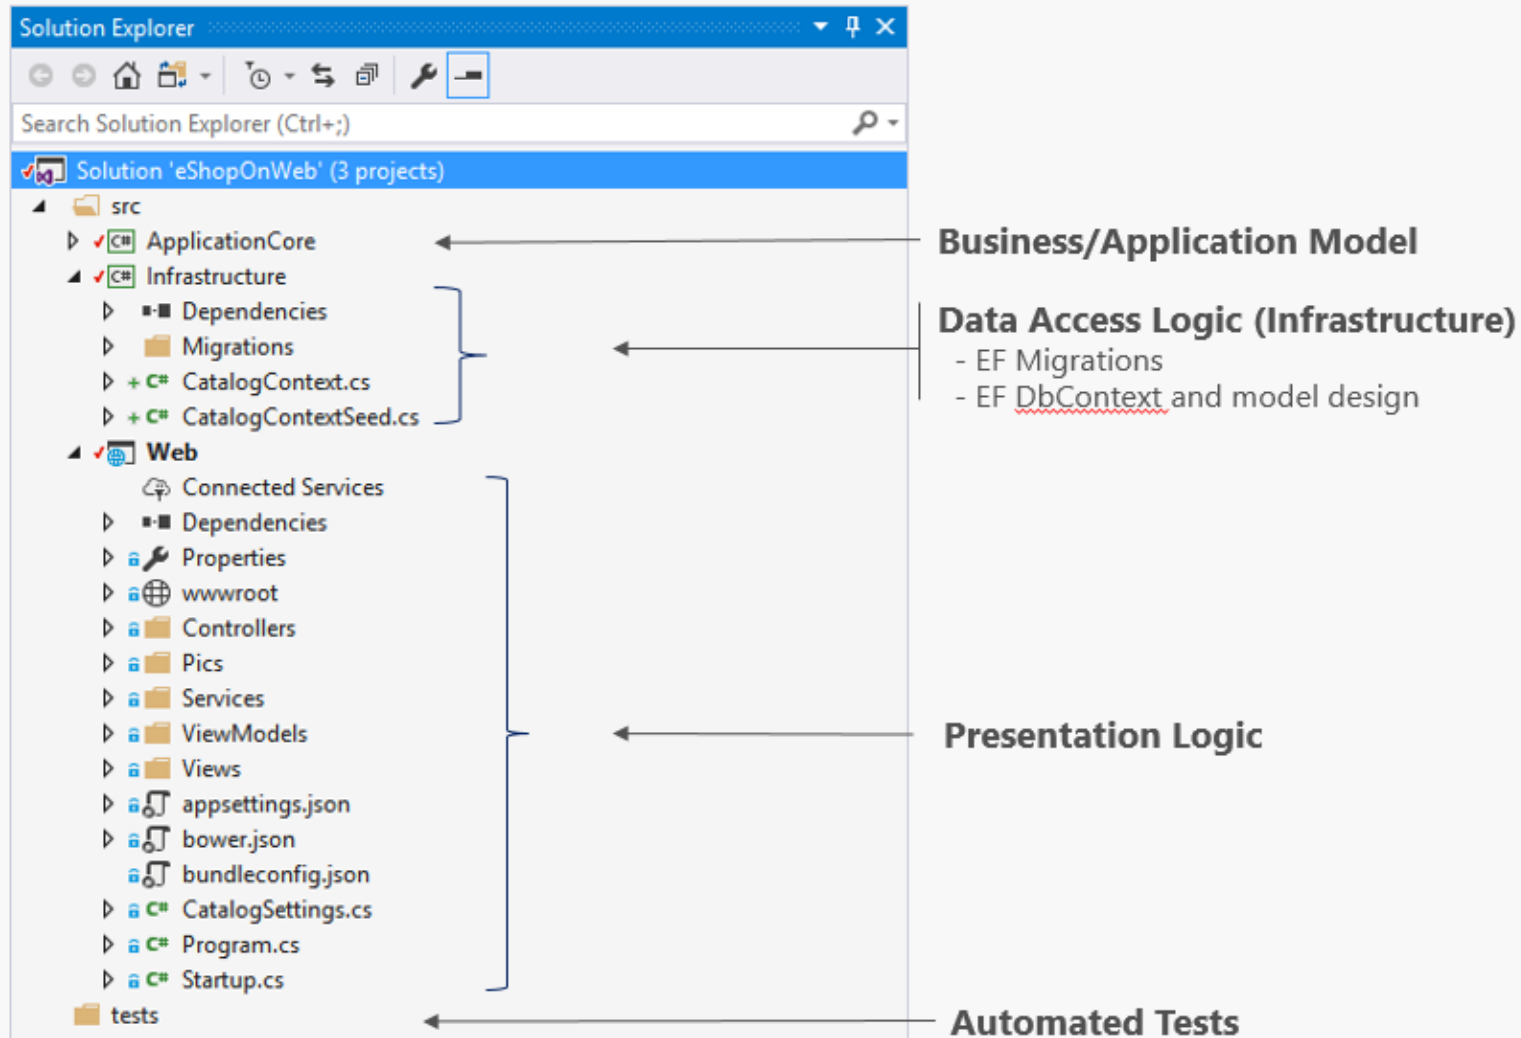 Solution Explorer
Search Solution Explorer (Ctrl+;)
Solution 'eShopOnWeb' (3 projects)
src
C# ApplicationCore
Business/Application Model
C# Infrastructure
Dependencies
Data Access Logic (Infrastructure)
Migrations
- EF Migrations
C# CatalogContext.cs
- EF DbContext and model design
C# CatalogContextSeed.cs
Web
Connected Services
Dependencies
Properties
wwwroot
Controllers
Pics
Services
ViewModels
Presentation Logic
Views
appsettings.json
bower.json
bundleconfig.json
C# CatalogSettings.cs
C# Program.cs
C# Startup.cs
tests
Automated Tests